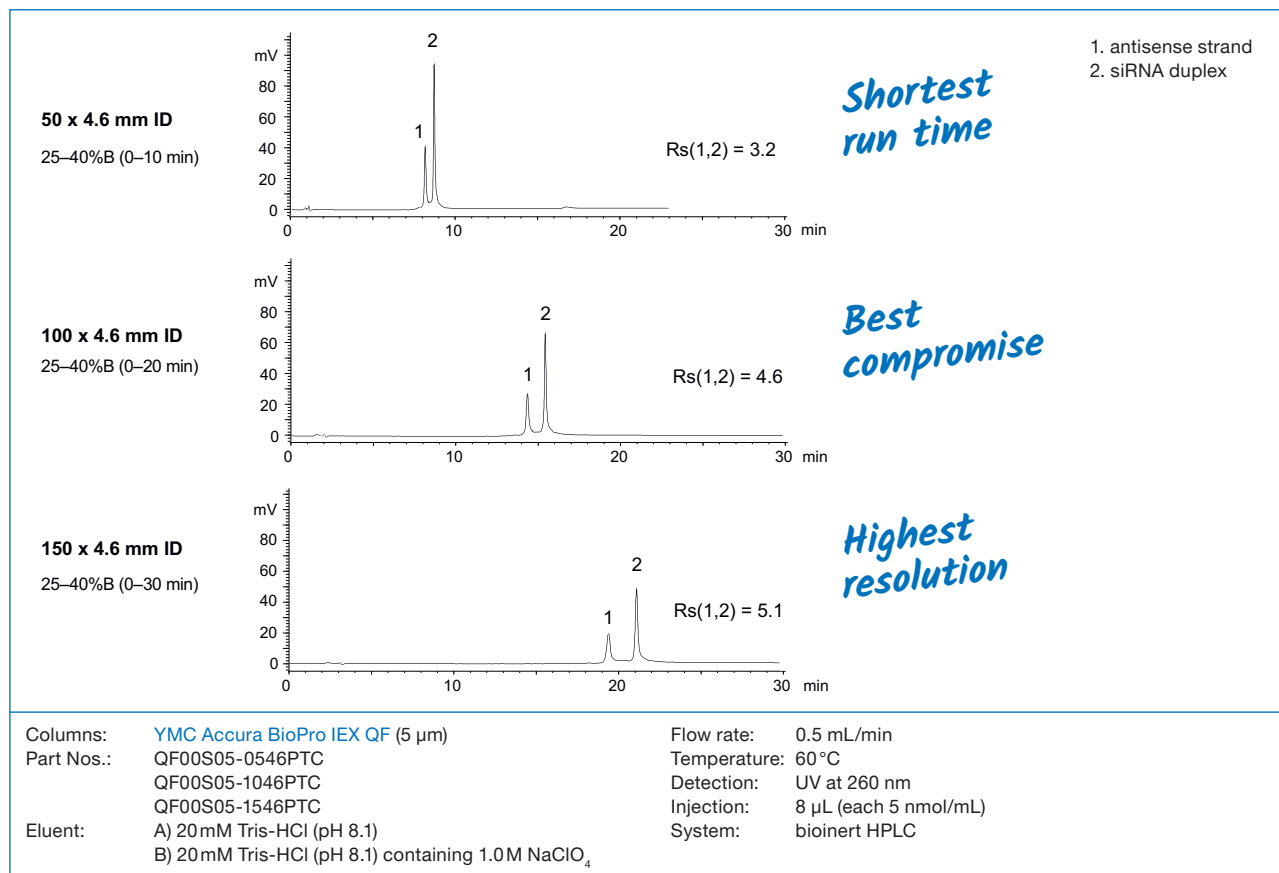 1. antisense strand
2. siRNA duplex
50 x 4.6 mm ID
25–40%B (0–10 min)
mV
80
60
40
20
0
1
2
Rs(1,2) = 3.2
0
10
20
30
min
Shortest
run time
100 x 4.6 mm ID
25–40%B (0–20 min)
mV
80
60
40
20
0
1
2
Rs(1,2) = 4.6
0
10
20
30
min
Best
compromise
150 x 4.6 mm ID
25–40%B (0–30 min)
mV
80
60
40
20
0
1
2
Rs(1,2) = 5.1
0
10
20
30
min
Highest
resolution
Columns: YMC Accura BioPro IEX QF (5 µm)
Part Nos.: QF00S05-0546PTC
QF00S05-1046PTC
QF00S05-1546PTC
Eluent: A) 20 mM Tris-HCl (pH 8.1)
B) 20 mM Tris-HCl (pH 8.1) containing 1.0 M NaClO₄
Flow rate: 0.5 mL/min
Temperature: 60 °C
Detection: UV at 260 nm
Injection: 8 µL (each 5 nmol/mL)
System: bioinert HPLC